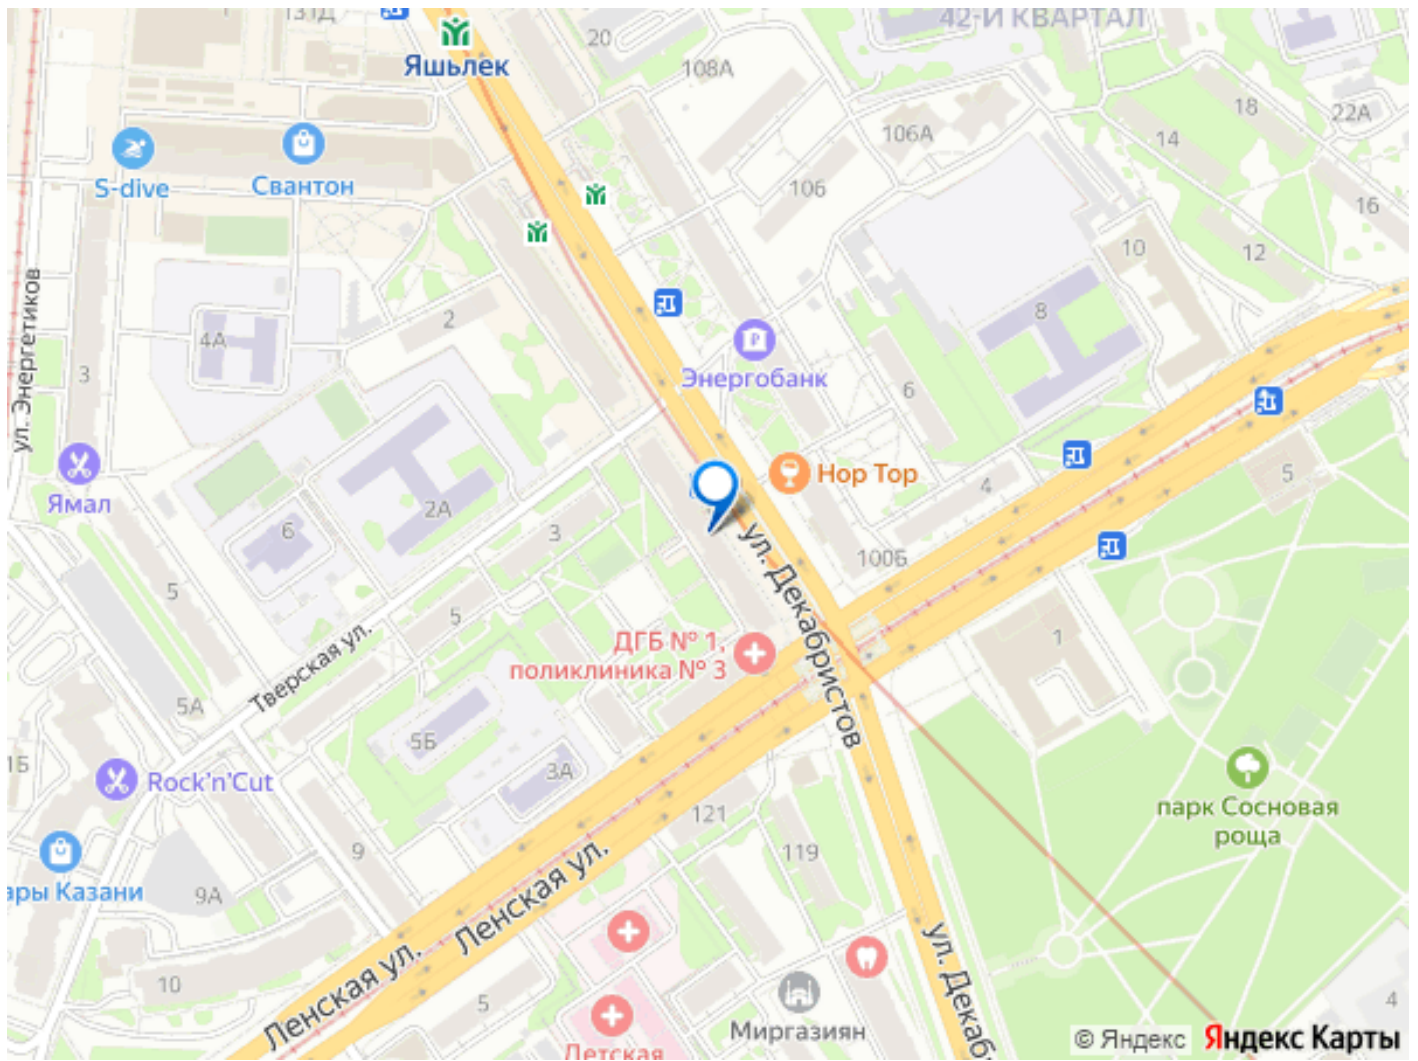 131Д
42-Й КВАРТАЛ
20
Яшьлек
108А
18
22А
14
106А
S-dive
Свантон
106
16
10
12
ул. Энергетиков
2
8
4А
3
Энергобанк
6
Ямал
Hop Top
5
4
2А
6
3
ул. Декабристов
100Б
5
5
1
ДГБ № 1,
поликлиника № 3
Тверская ул.
5А
5Б
1Б
3А
Rock'n'Cut
парк Сосновая
роща
121
119
9
ары Казани
9А
Ленская ул.
Ленская ул.
ул. Декаб
10
5
4
Миргазиян
Детская
© Яндекс Яндекс Карты